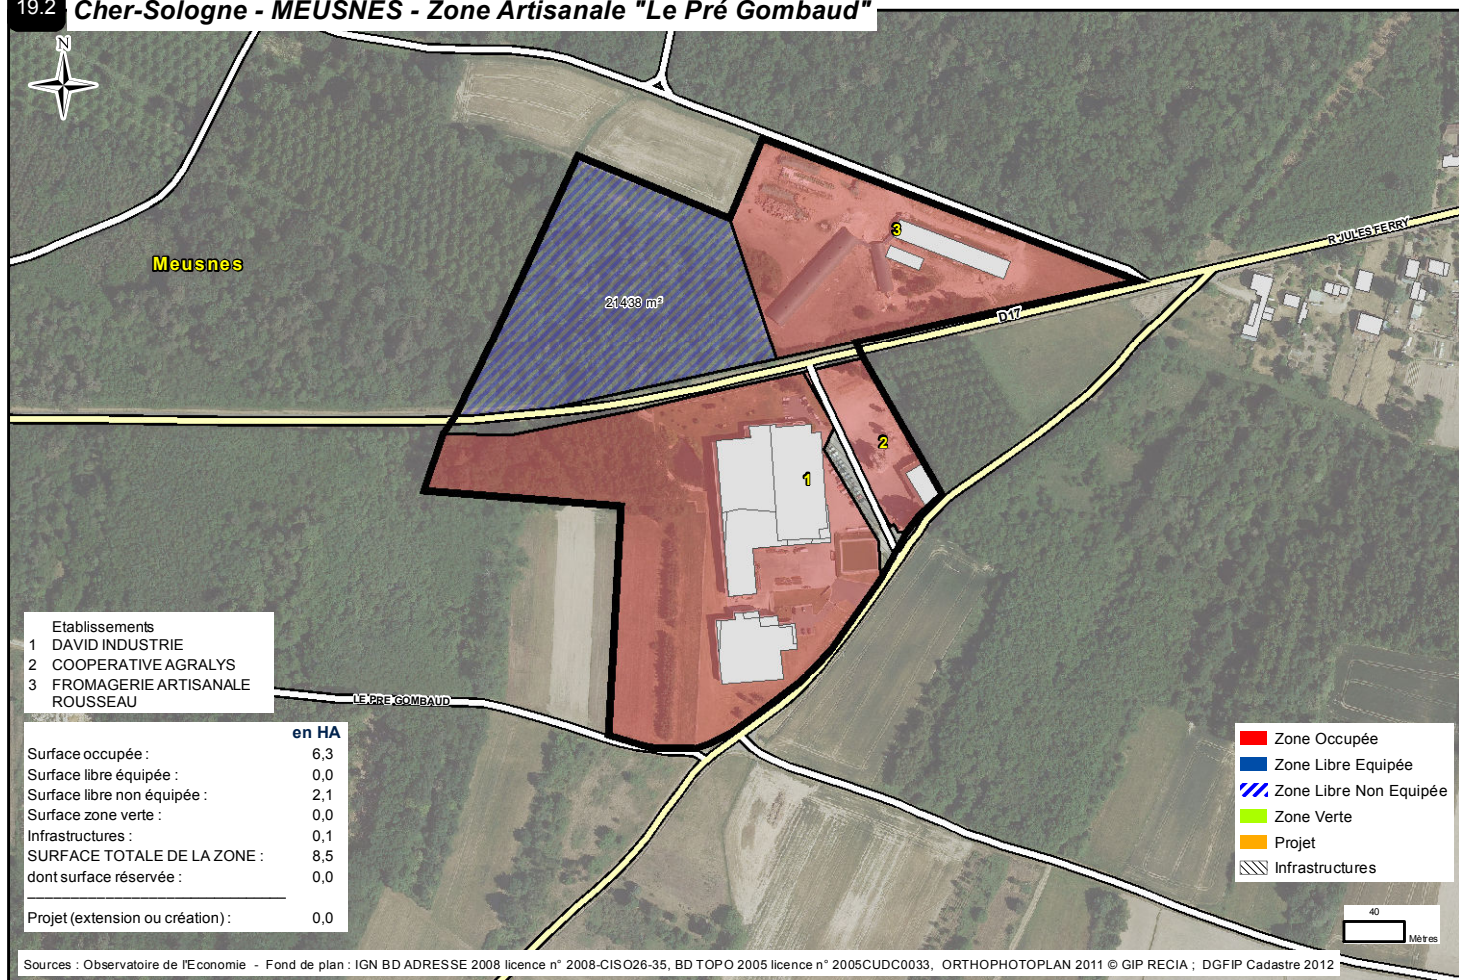 19.2 Cher-Sologne - MEUSNES - Zone Artisanale "Le Pré Gombaud"
N
Meusnes
3
R JULES FERRY
21438 m²
D17
2
1
Etablissements
1 DAVID INDUSTRIE
2 COOPERATIVE AGRALYS
3 FROMAGERIE ARTISANALE
ROUSSEAU
LE PRE GOMBAUD
en HA
Surface occupée : 6,3
Surface libre équipée : 0,0
Surface libre non équipée : 2,1
Surface zone verte : 0,0
Infrastructures : 0,1
SURFACE TOTALE DE LA ZONE : 8,5
dont surface réservée : 0,0
Projet (extension ou création) : 0,0
Zone Occupée
Zone Libre Equipée
Zone Libre Non Equipée
Zone Verte
Projet
Infrastructures
40
Mètres
Sources : Observatoire de l'Economie - Fond de plan : IGN BD ADRESSE 2008 licence n° 2008-CISO26-35, BD TOPO 2005 licence n° 2005CUDC0033, ORTHOPHOTOPLAN 2011 © GIP RECIA ; DGFIP Cadastre 2012